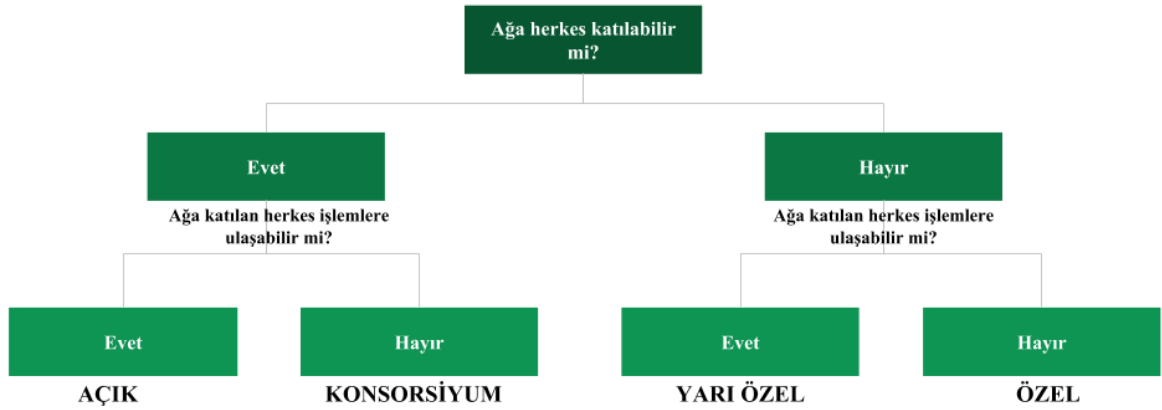 Ağa herkes katılabilir
mi?
Evet
Hayır
Ağa katılan herkes işlemlere
ulaşabilir mi?
Ağa katılan herkes işlemlere
ulaşabilir mi?
Evet
Hayır
Evet
Hayır
AÇIK
KONSORSİYUM
YARI ÖZEL
ÖZEL